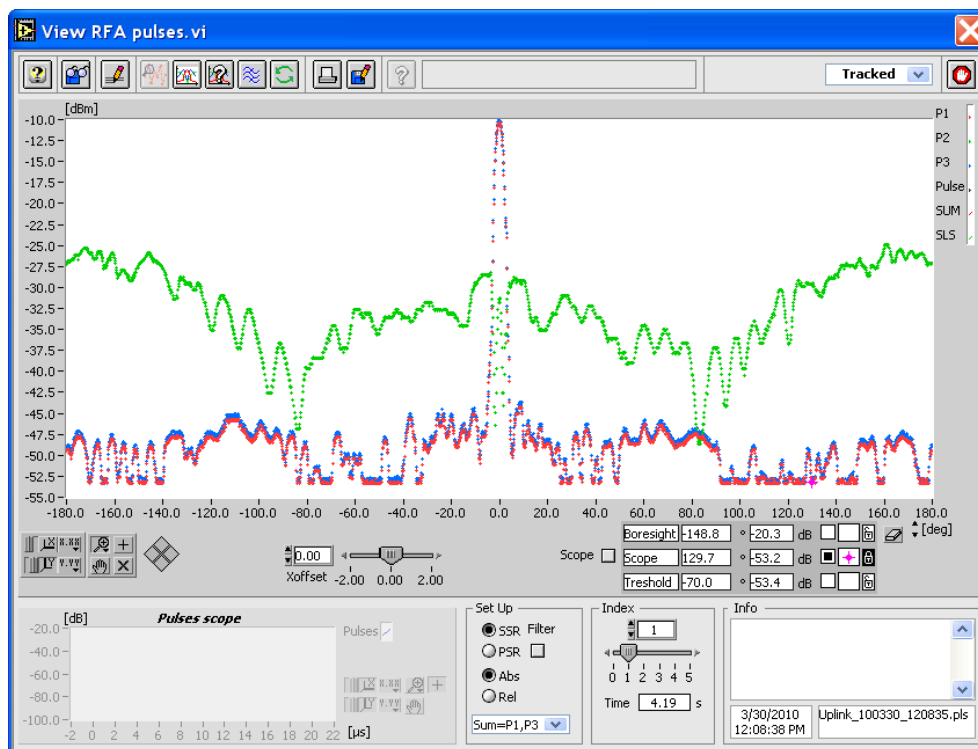 View RFA pulses.vi
Tracked
[dBm]
-10.0
-12.5
-15.0
-17.5
-20.0
-22.5
-25.0
-27.5
-30.0
-32.5
-35.0
-37.5
-40.0
-42.5
-45.0
-47.5
-50.0
-52.5
-55.0
-180.0 -160.0 -140.0 -120.0 -100.0 -80.0 -60.0 -40.0 -20.0 0.0 20.0 40.0 60.0 80.0 100.0 120.0 140.0 160.0 180.0
[deg]
P1
P2
P3
Pulse
SUM
SLS
X X.XX
Y Y.YY
0.00
Xoffset
-2.00 0.00 2.00
Scope
Boresight -148.8 ° -20.3 dB
Scope 129.7 ° -53.2 dB
Treshold -70.0 ° -53.4 dB
[dB] Pulses scope
-20.0
-40.0
-60.0
-80.0
-100.0
-2 0 2 4 6 8 10 12 14 16 18 20 22 [µs]
Pulses
X X.XX
Y Y.YY
Set Up
SSR Filter
PSR
Abs
Rel
Sum=P1,P3
Index
1
0 1 2 3 4 5
Time 4.19 s
Info
3/30/2010
12:08:38 PM
Uplink_100330_120835.pls